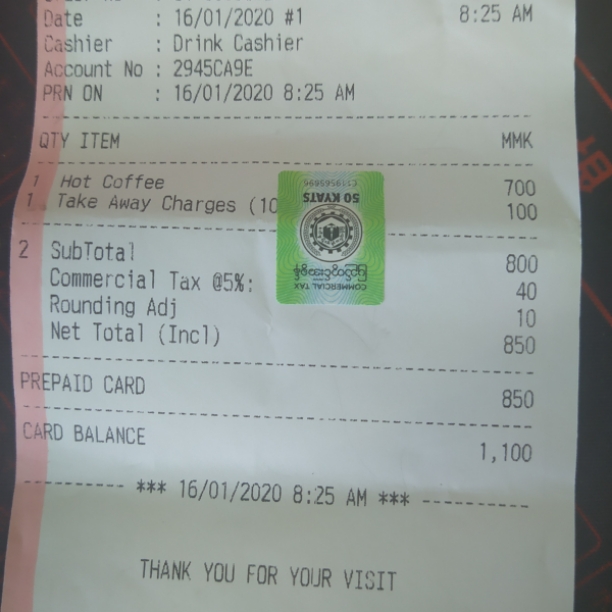 Date : 16/01/2020 #1 8:25 AM
Cashier : Drink Cashier
Account No : 2945CA9E
PRN ON : 16/01/2020 8:25 AM
QTY ITEM MMK
1 Hot Coffee 700
1 Take Away Charges (10 100
2 SubTotal 800
Commercial Tax @5%: 40
Rounding Adj 10
Net Total (Incl) 850
PREPAID CARD 850
CARD BALANCE 1,100
*** 16/01/2020 8:25 AM ***
THANK YOU FOR YOUR VISIT
COMMERCIAL TAX
50 KYATS